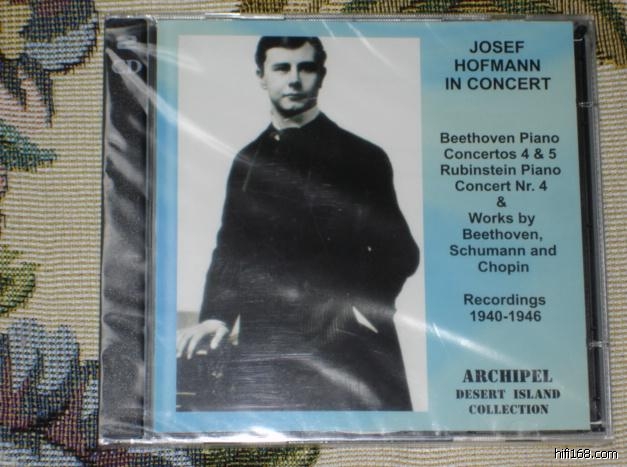 CD
JOSEF
HOFMANN
IN CONCERT
Beethoven Piano
Concertos 4 & 5
Rubinstein Piano
Concert Nr. 4
&
Works by
Beethoven,
Schumann and
Chopin
Recordings
1940-1946
ARCHIPEL
DESERT ISLAND
COLLECTION
hifi168.com